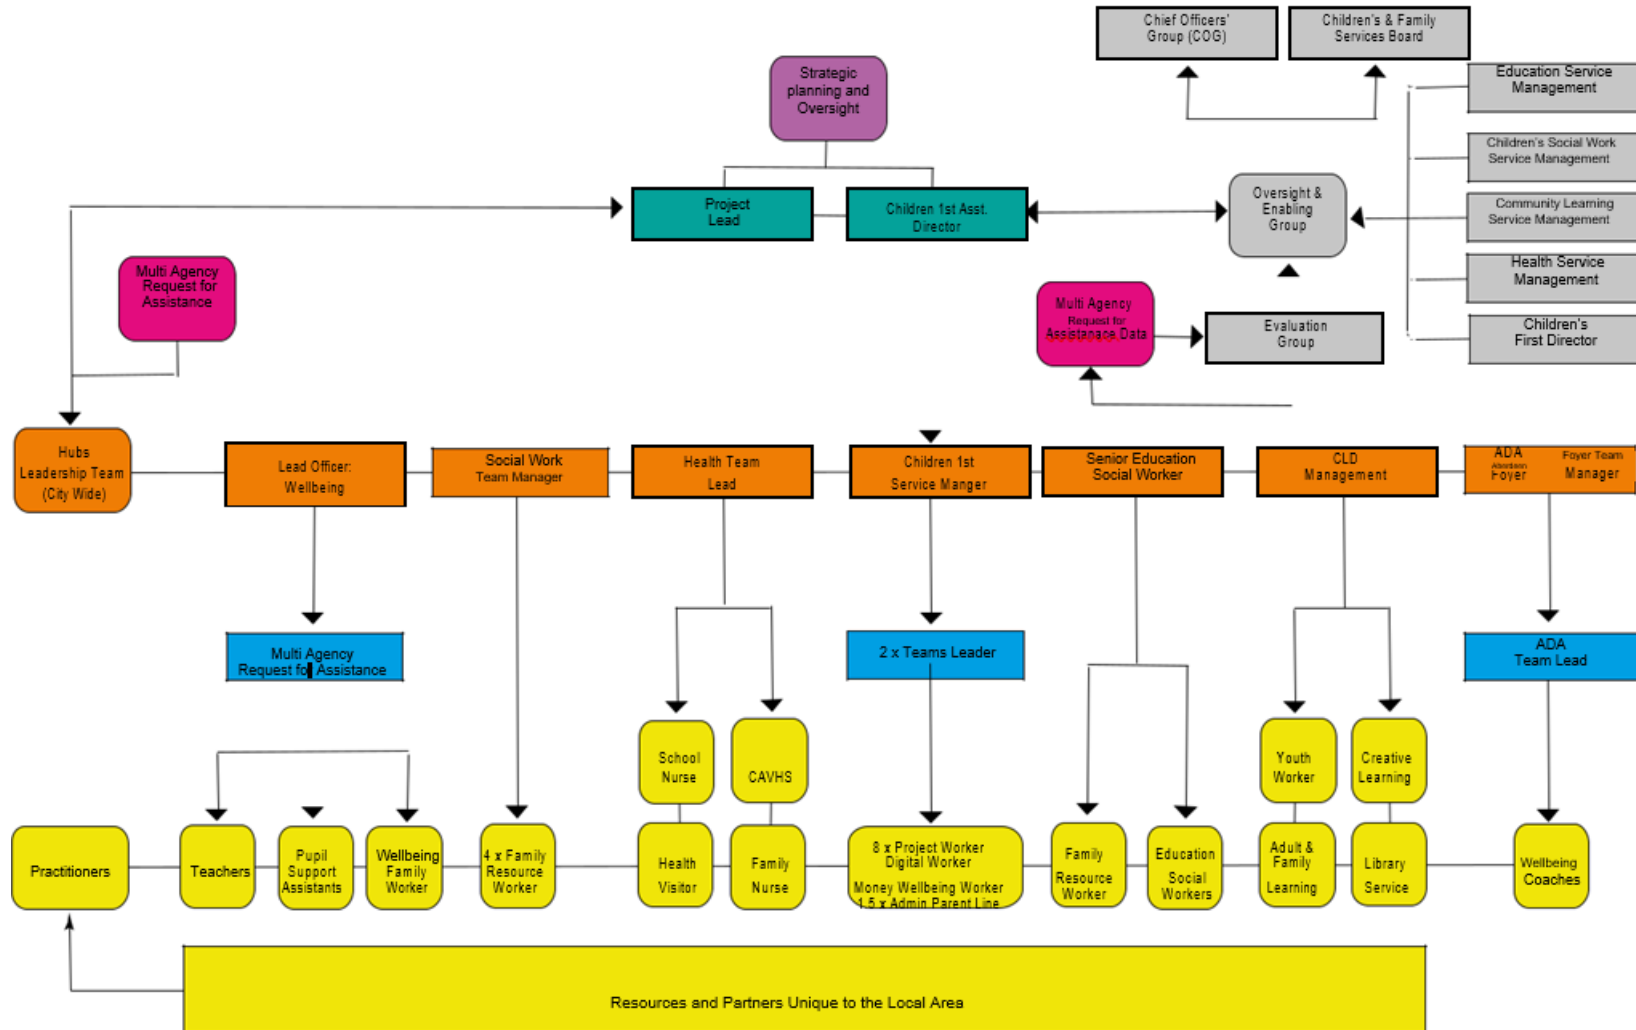 Chief Officers'
Group (COG)
Children's & Family
Services Board
Strategic
planning and
Oversight
Education Service
Management
Children's Social Work
Service Management
Project
Lead
Children 1st Asst.
Director
Oversight &
Enabling
Group
Community Learning
Service Management
Multi Agency
Request for
Assistance
Health Service
Management
Multi Agency
Request for
Assistanace Data
Evaluation
Group
Children's
First Director
Hubs
Leadership Team
(City Wide)
Lead Officer:
Wellbeing
Social Work
Team Manager
Health Team
Lead
Children 1st
Service Manger
Senior Education
Social Worker
CLD
Management
ADA
Aberdeen
Foyer
Foyer Team
Manager
Multi Agency
Request for Assistance
2 x Teams Leader
ADA
Team Lead
School
Nurse
CAVHS
Youth
Worker
Creative
Learning
Practitioners
Teachers
Pupil
Support
Assistants
Wellbeing
Family
Worker
4 x Family
Resource
Worker
Health
Visitor
Family
Nurse
8 x Project Worker
Digital Worker
Money Wellbeing Worker
1.5 x Admin Parent Line
Family
Resource
Worker
Education
Social
Workers
Adult &
Family
Learning
Library
Service
Wellbeing
Coaches
Resources and Partners Unique to the Local Area